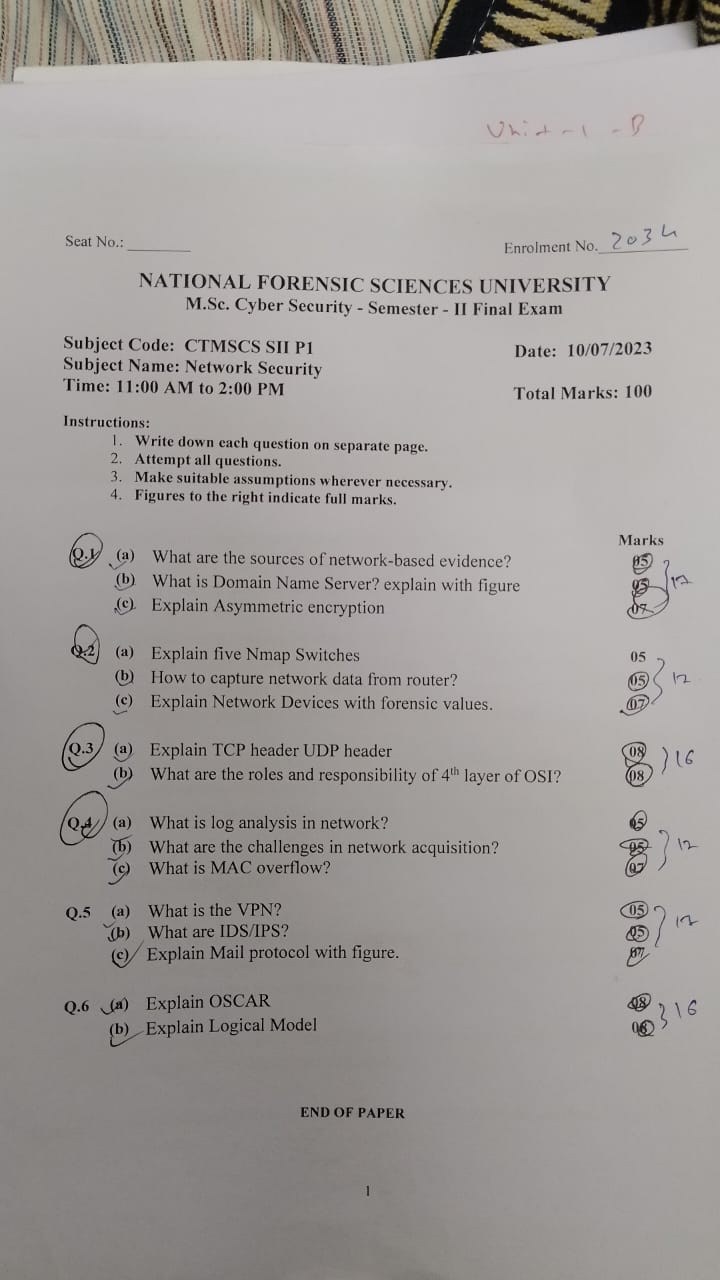 Unit-1-B
Seat No.: ________ Enrolment No. 2034
NATIONAL FORENSIC SCIENCES UNIVERSITY
M.Sc. Cyber Security - Semester - II Final Exam
Subject Code: CTMSCS SII P1 Date: 10/07/2023
Subject Name: Network Security
Time: 11:00 AM to 2:00 PM Total Marks: 100
Instructions:
1. Write down each question on separate page.
2. Attempt all questions.
3. Make suitable assumptions wherever necessary.
4. Figures to the right indicate full marks.
Marks
Q.1 (a) What are the sources of network-based evidence? 05
(b) What is Domain Name Server? explain with figure 05 17
(c) Explain Asymmetric encryption 07
Q.2 (a) Explain five Nmap Switches 05
(b) How to capture network data from router? 05 12
(c) Explain Network Devices with forensic values. 07
Q.3 (a) Explain TCP header UDP header 08 16
(b) What are the roles and responsibility of 4th layer of OSI? 08
Q.4 (a) What is log analysis in network? 05
(b) What are the challenges in network acquisition? 05 12
(c) What is MAC overflow? 07
Q.5 (a) What is the VPN? 05
(b) What are IDS/IPS? 05 12
(c) Explain Mail protocol with figure. 07
Q.6 (a) Explain OSCAR 08 16
(b) Explain Logical Model 08
END OF PAPER
1